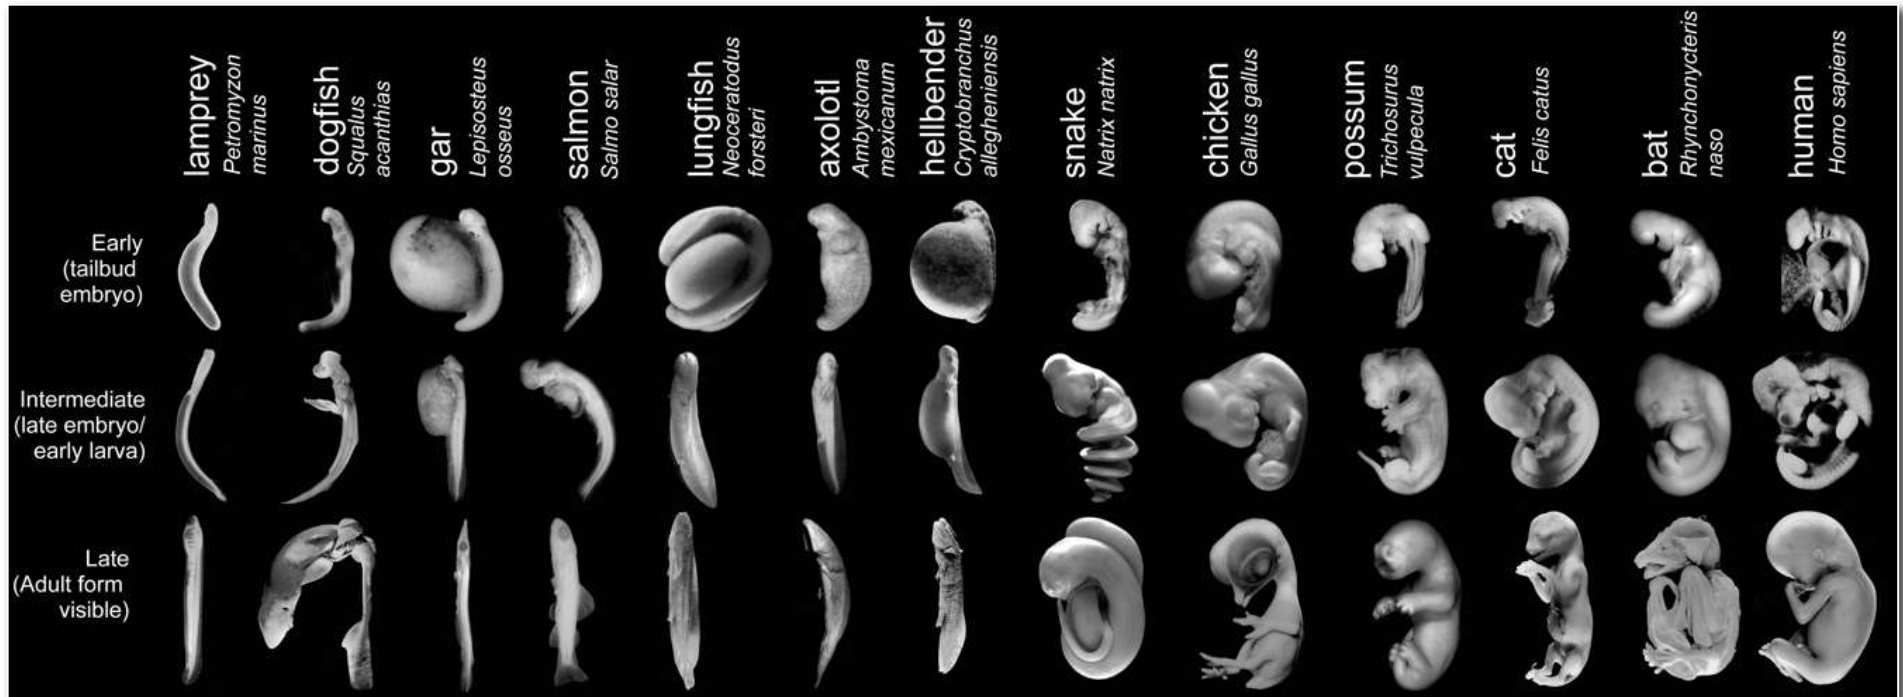 lamprey
Petromyzon
marinus
dogfish
Squalus
acanthias
gar
Lepisosteus
osseus
salmon
Salmo salar
lungfish
Neoceratodus
forsteri
axolotl
Ambystoma
mexicanum
hellbender
Cryptobranchus
allegheniensis
snake
Natrix natrix
chicken
Gallus gallus
possum
Trichosurus
vulpecula
cat
Felis catus
bat
Rhynchonycteris
naso
human
Homo sapiens
Early
(tailbud
embryo)
Intermediate
(late embryo/
early larva)
Late
(Adult form
visible)